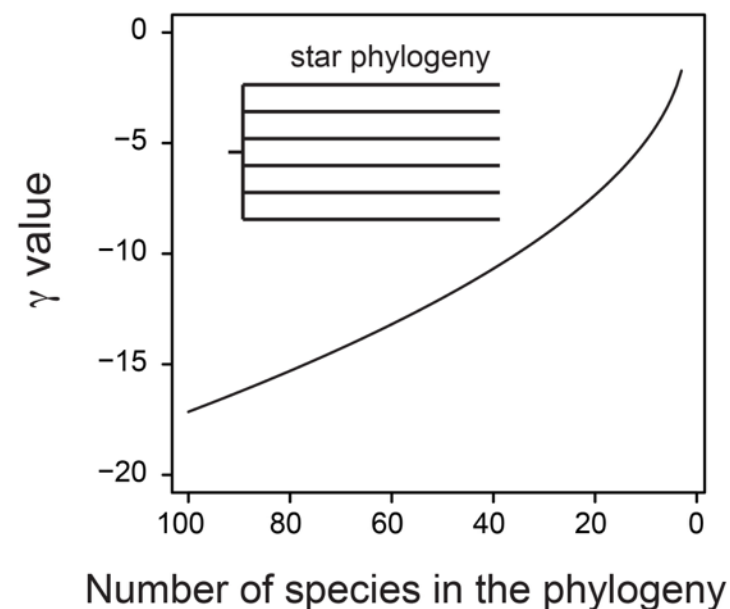 0
star phylogeny
−5
−10
−15
−20
γ value
100 80 60 40 20 0
Number of species in the phylogeny